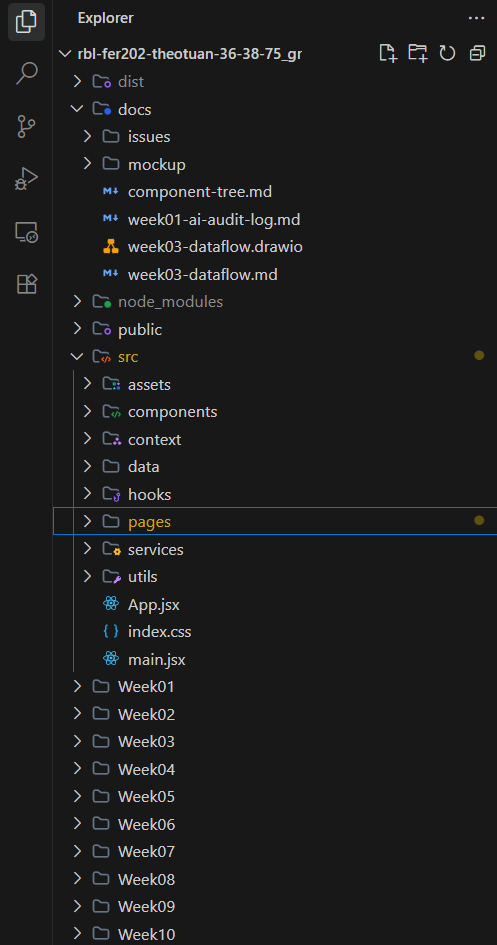 Explorer
rbl-fer202-theotuan-36-38-75_gr
dist
docs
issues
mockup
component-tree.md
week01-ai-audit-log.md
week03-dataflow.drawio
week03-dataflow.md
node_modules
public
src
assets
components
context
data
hooks
pages
services
utils
App.jsx
index.css
main.jsx
Week01
Week02
Week03
Week04
Week05
Week06
Week07
Week08
Week09
Week10